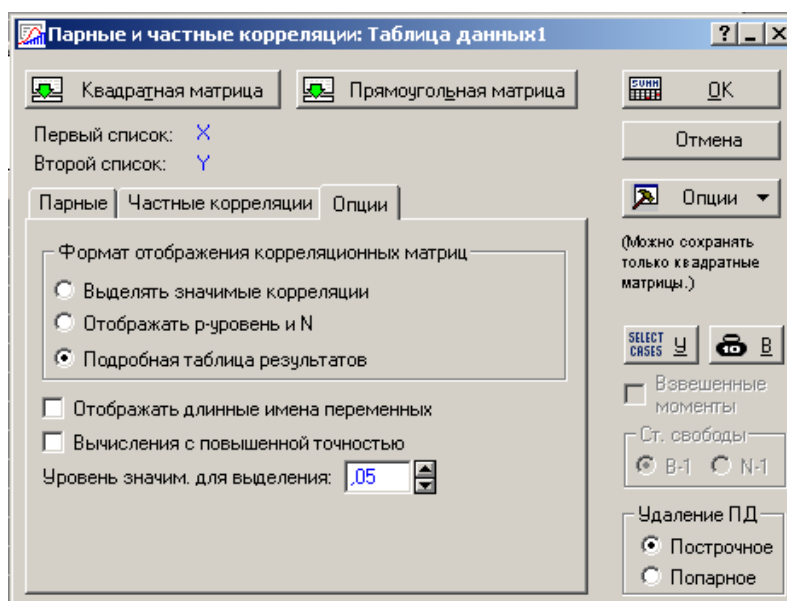 Парные и частные корреляции: Таблица данных1
Квадратная матрица
Прямоугольная матрица
Первый список: X
Второй список: Y
Парные
Частные корреляции
Опции
Формат отображения корреляционных матриц
Выделять значимые корреляции
Отображать p-уровень и N
Подробная таблица результатов
Отображать длинные имена переменных
Вычисления с повышенной точностью
Уровень значим. для выделения: ,05
SUMM
OK
Отмена
Опции
(Можно сохранять
только квадратные
матрицы.)
SELECT
CASES
У
10
В
Взвешенные
моменты
Ст. свободы
В-1
N-1
Удаление ПД
Построчное
Попарное